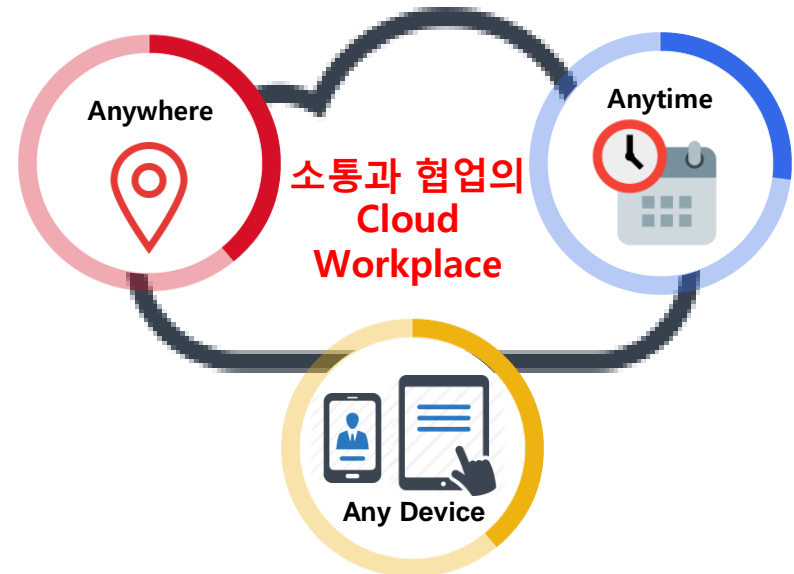 Anywhere
Anytime
소통과 협업의
Cloud
Workplace
Any Device